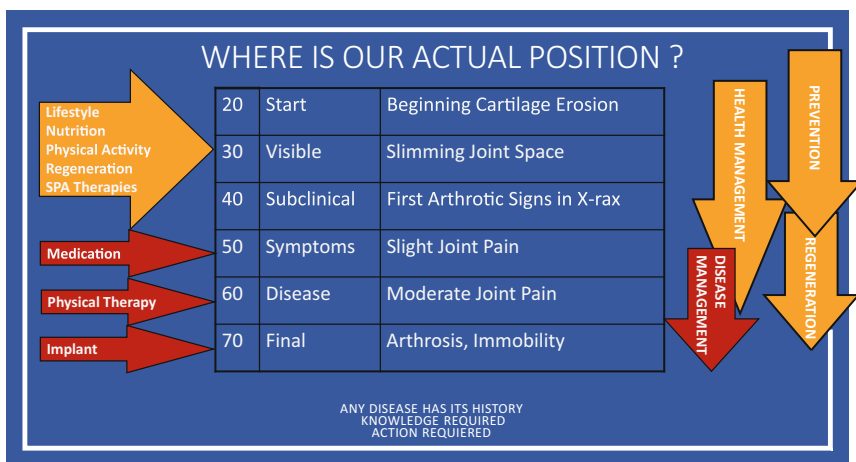 WHERE IS OUR ACTUAL POSITION ?
Lifestyle
Nutrition
Physical Activity
Regeneration
SPA Therapies
Medication
Physical Therapy
Implant
20 Start Beginning Cartilage Erosion
30 Visible Slimming Joint Space
40 Subclinical First Arthrotic Signs in X-rax
50 Symptoms Slight Joint Pain
60 Disease Moderate Joint Pain
70 Final Arthrosis, Immobility
HEALTH MANAGEMENT
PREVENTION
DISEASE
MANAGEMENT
REGENERATION
ANY DISEASE HAS ITS HISTORY
KNOWLEDGE REQUIRED
ACTION REQUIERED